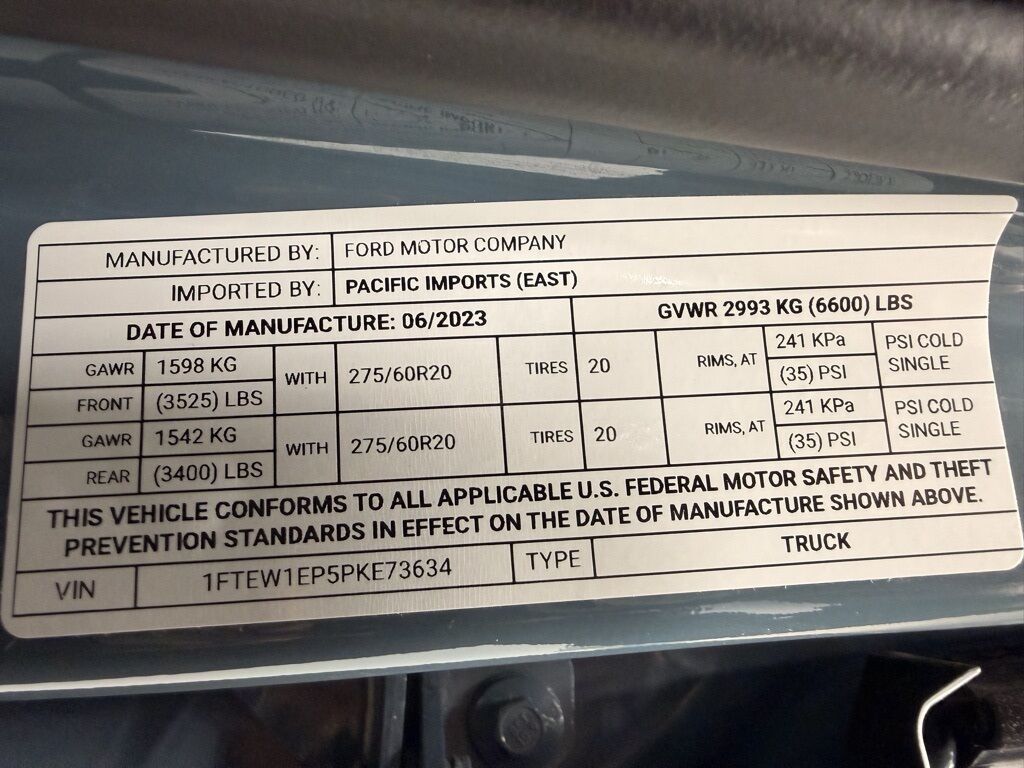 MANUFACTURED BY: FORD MOTOR COMPANY
IMPORTED BY: PACIFIC IMPORTS (EAST)
DATE OF MANUFACTURE: 06/2023 GVWR 2993 KG (6600) LBS
GAWR 1598 KG WITH 275/60R20 TIRES 20 RIMS, AT 241 KPa PSI COLD
FRONT (3525) LBS (35) PSI SINGLE
GAWR 1542 KG WITH 275/60R20 TIRES 20 RIMS, AT 241 KPa PSI COLD
REAR (3400) LBS (35) PSI SINGLE
THIS VEHICLE CONFORMS TO ALL APPLICABLE U.S. FEDERAL MOTOR SAFETY AND THEFT
PREVENTION STANDARDS IN EFFECT ON THE DATE OF MANUFACTURE SHOWN ABOVE.
VIN 1FTEW1EP5PKE73634 TYPE TRUCK